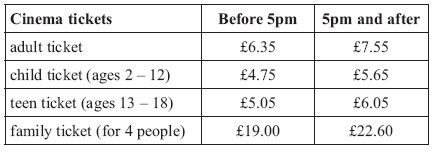 Cinema tickets Before 5pm 5pm and after
adult ticket £6.35 £7.55
child ticket (ages 2 – 12) £4.75 £5.65
teen ticket (ages 13 – 18) £5.05 £6.05
family ticket (for 4 people) £19.00 £22.60